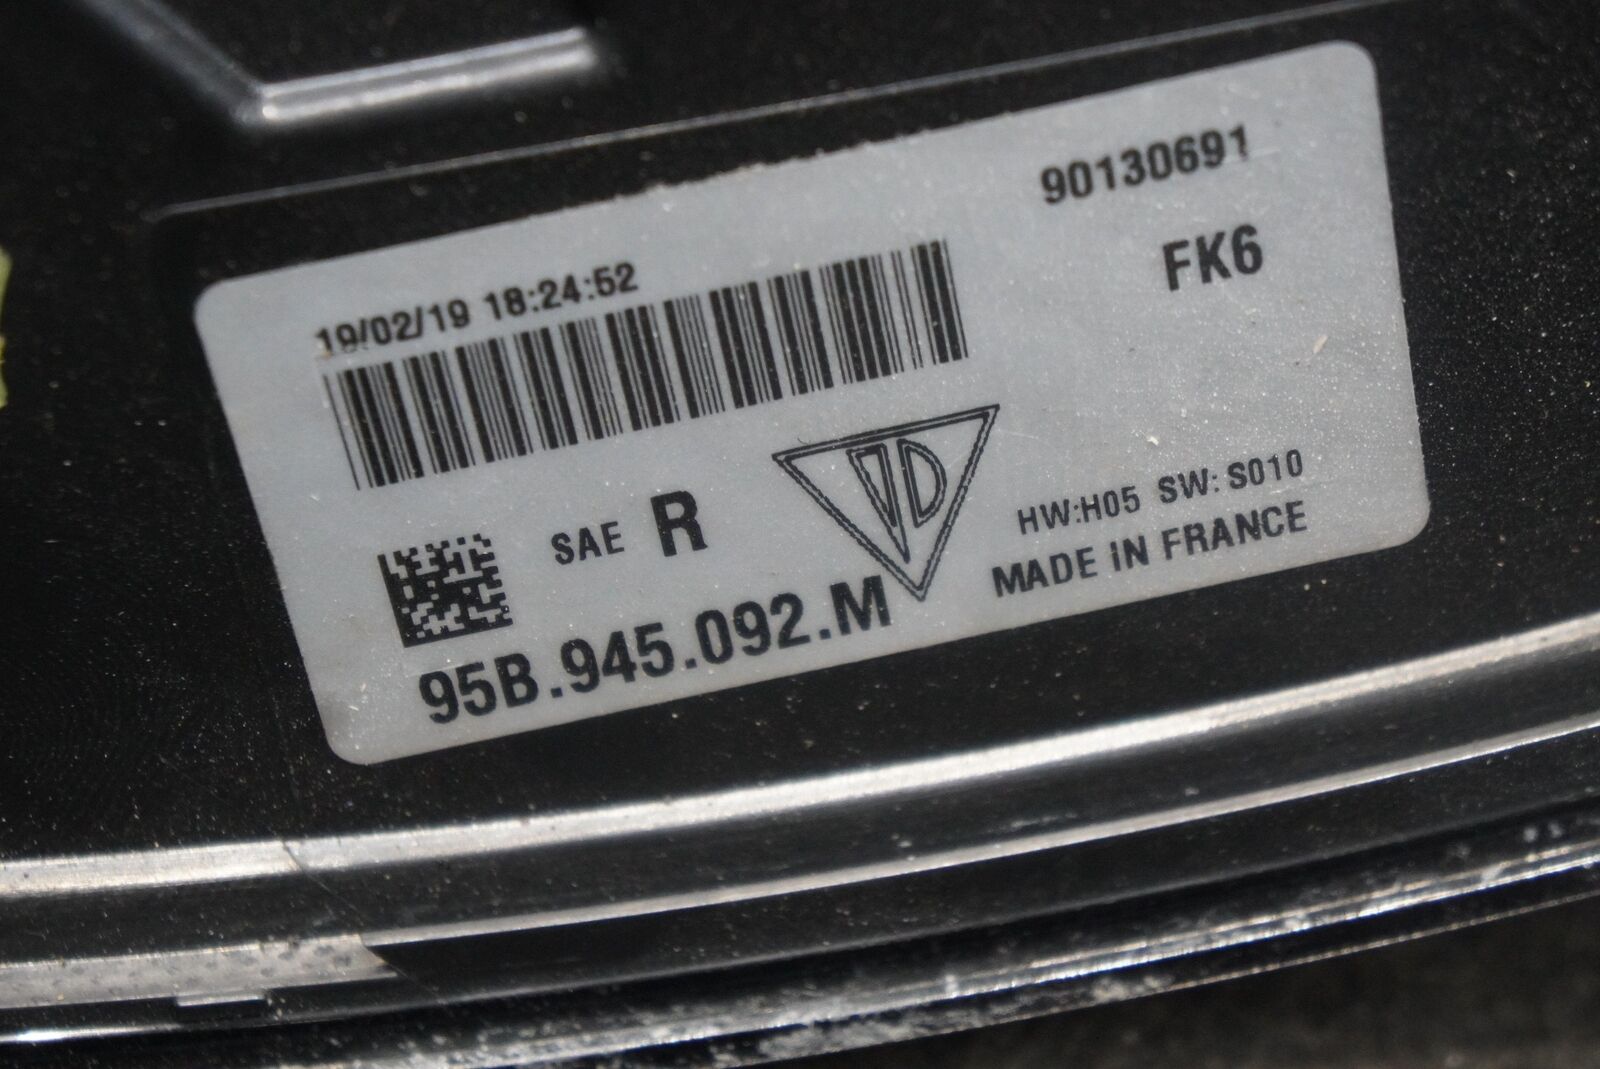 90130691
FK6
19/02/19 18:24:52
SAE R
HW:H05 SW:S010
MADE IN FRANCE
95B.945.092.M